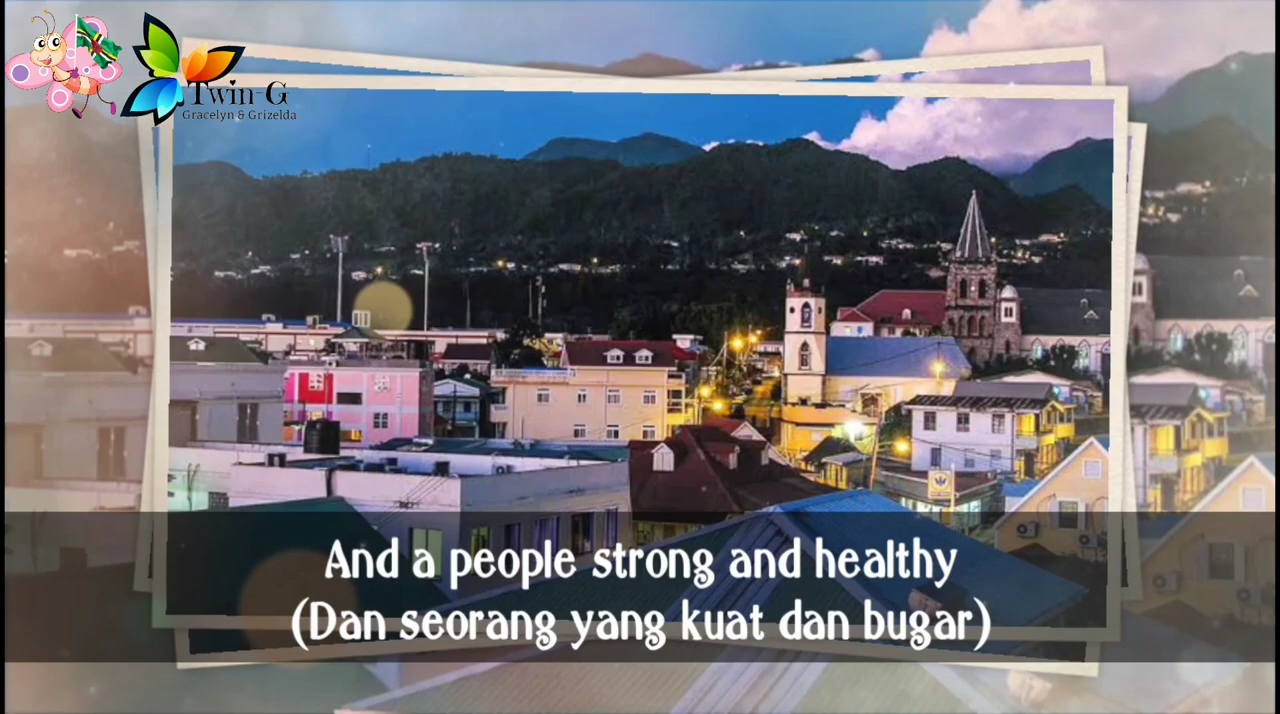 Twin-G
Gracelyn & Grizelda
And a people strong and healthy
(Dan seorang yang kuat dan bugar)